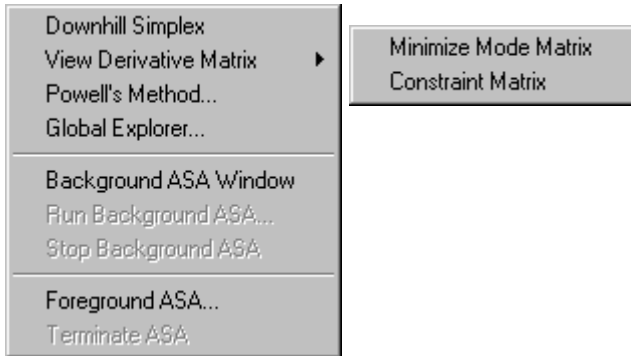 Downhill Simplex
View Derivative Matrix
Powell's Method...
Global Explorer...
Background ASA Window
Run Background ASA...
Stop Background ASA
Foreground ASA...
Terminate ASA
Minimize Mode Matrix
Constraint Matrix